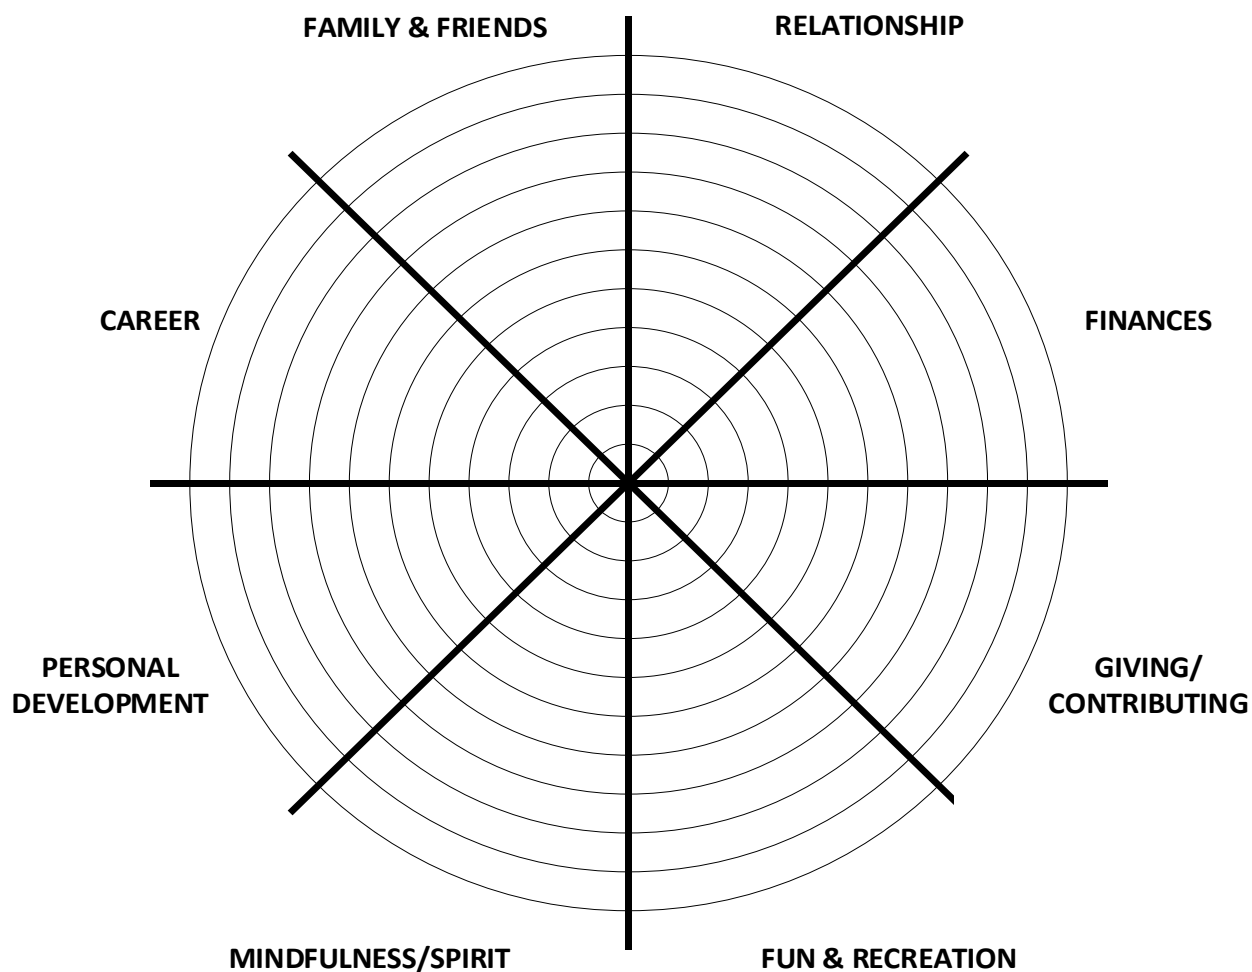 FAMILY & FRIENDS
RELATIONSHIP
CAREER
FINANCES
PERSONAL
DEVELOPMENT
GIVING/
CONTRIBUTING
MINDFULNESS/SPIRIT
FUN & RECREATION